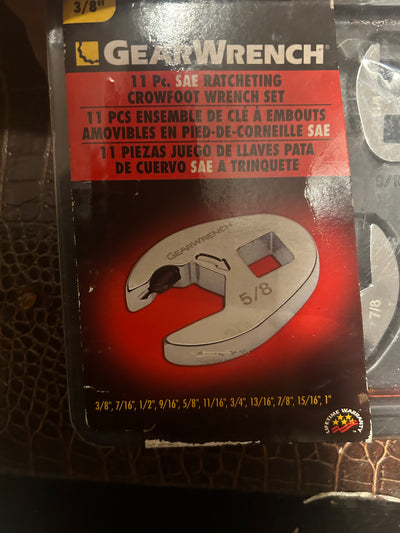 3/8"
GEARWRENCH®
11 Pc. SAE RATCHETING
CROWFOOT WRENCH SET
11 PCS ENSEMBLE DE CLÉ À EMBOUTS
AMOVIBLES EN PIED-DE-CORNEILLE SAE
11 PIEZAS JUEGO DE LLAVES PATA
DE CUERVO SAE A TRINQUETE
GEARWRENCH
5/8
7/8
3/8", 7/16", 1/2", 9/16", 5/8", 11/16", 3/4", 13/16", 7/8", 15/16", 1"
LIFETIME WARRANTY